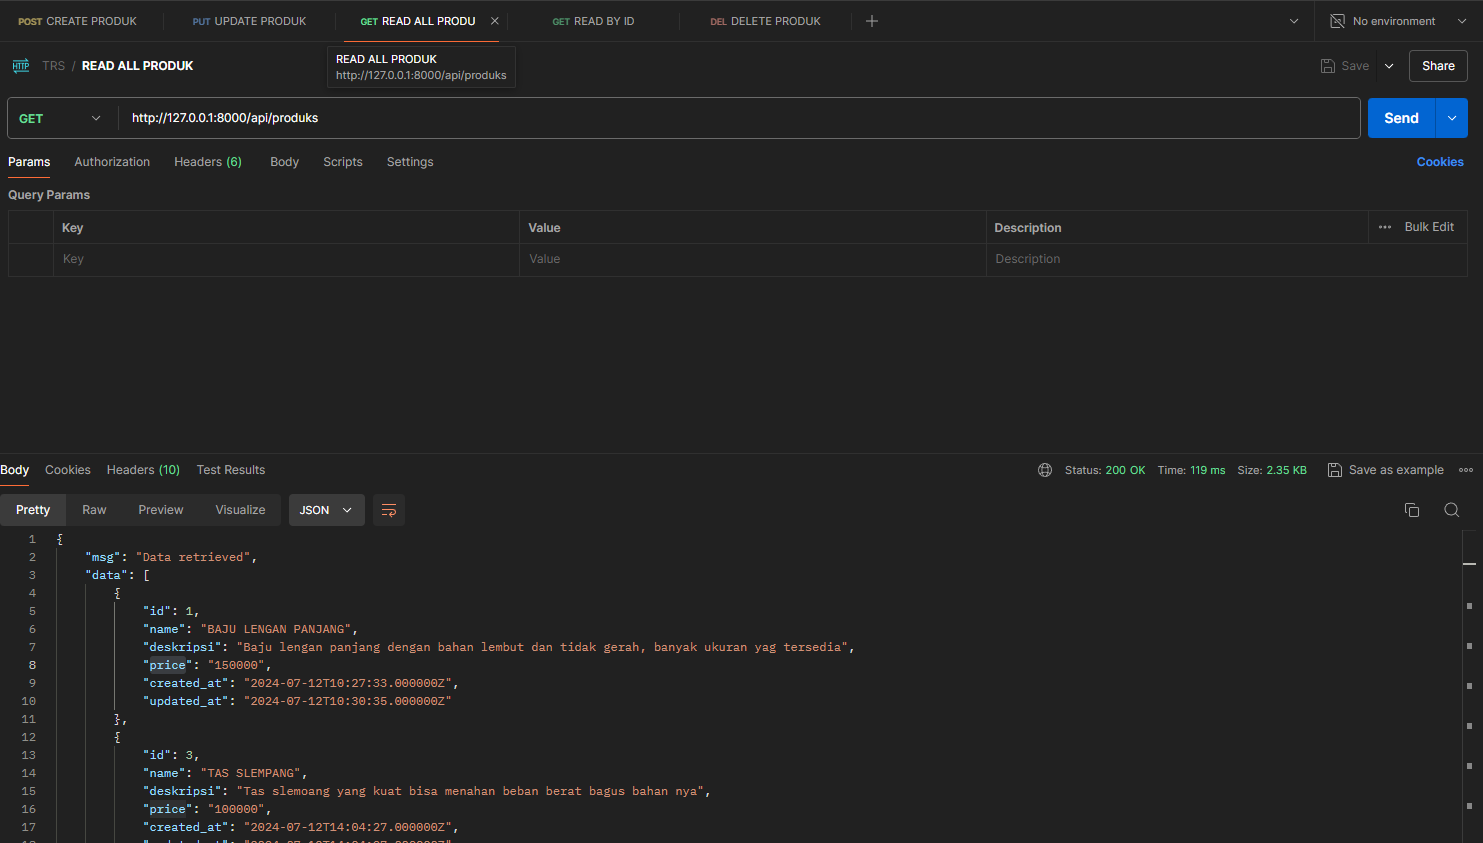 POST CREATE PRODUK
PUT UPDATE PRODUK
GET READ ALL PRODU
GET READ BY ID
DEL DELETE PRODUK
No environment
HTTP TRS / READ ALL PRODUK
READ ALL PRODUK
http://127.0.0.1:8000/api/produks
Save
Share
GET
http://127.0.0.1:8000/api/produks
Send
Params Authorization Headers (6) Body Scripts Settings
Cookies
Query Params
Key Value Description ••• Bulk Edit
Key Value Description
Body Cookies Headers (10) Test Results
Status: 200 OK Time: 119 ms Size: 2.35 KB Save as example
Pretty Raw Preview Visualize JSON
1 {
2 "msg": "Data retrieved",
3 "data": [
4 {
5 "id": 1,
6 "name": "BAJU LENGAN PANJANG",
7 "deskripsi": "Baju lengan panjang dengan bahan lembut dan tidak gerah, banyak ukuran yag tersedia",
8 "price": "150000",
9 "created_at": "2024-07-12T10:27:33.000000Z",
10 "updated_at": "2024-07-12T10:30:35.000000Z"
11 },
12 {
13 "id": 3,
14 "name": "TAS SLEMPANG",
15 "deskripsi": "Tas slemoang yang kuat bisa menahan beban berat bagus bahan nya",
16 "price": "100000",
17 "created_at": "2024-07-12T14:04:27.000000Z",